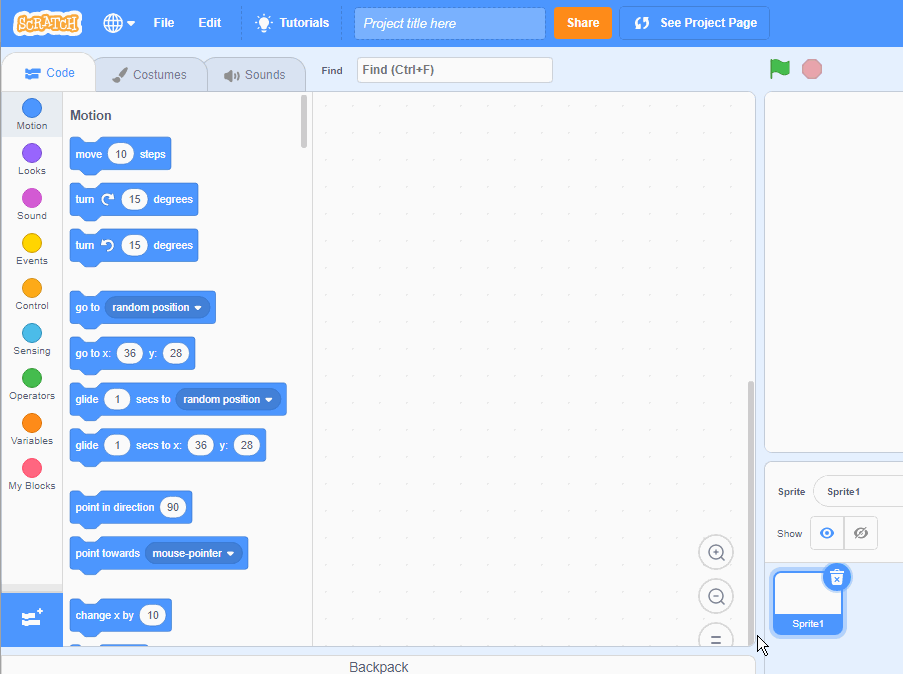 SCRATCH File Edit Tutorials Project title here Share See Project Page
Code Costumes Sounds Find Find (Ctrl+F)
Motion
Looks
Sound
Events
Control
Sensing
Operators
Variables
My Blocks
Motion
move 10 steps
turn 15 degrees
turn 15 degrees
go to random position
go to x: 36 y: 28
glide 1 secs to random position
glide 1 secs to x: 36 y: 28
point in direction 90
point towards mouse-pointer
change x by 10
Sprite Sprite1
Show
Sprite1
Backpack